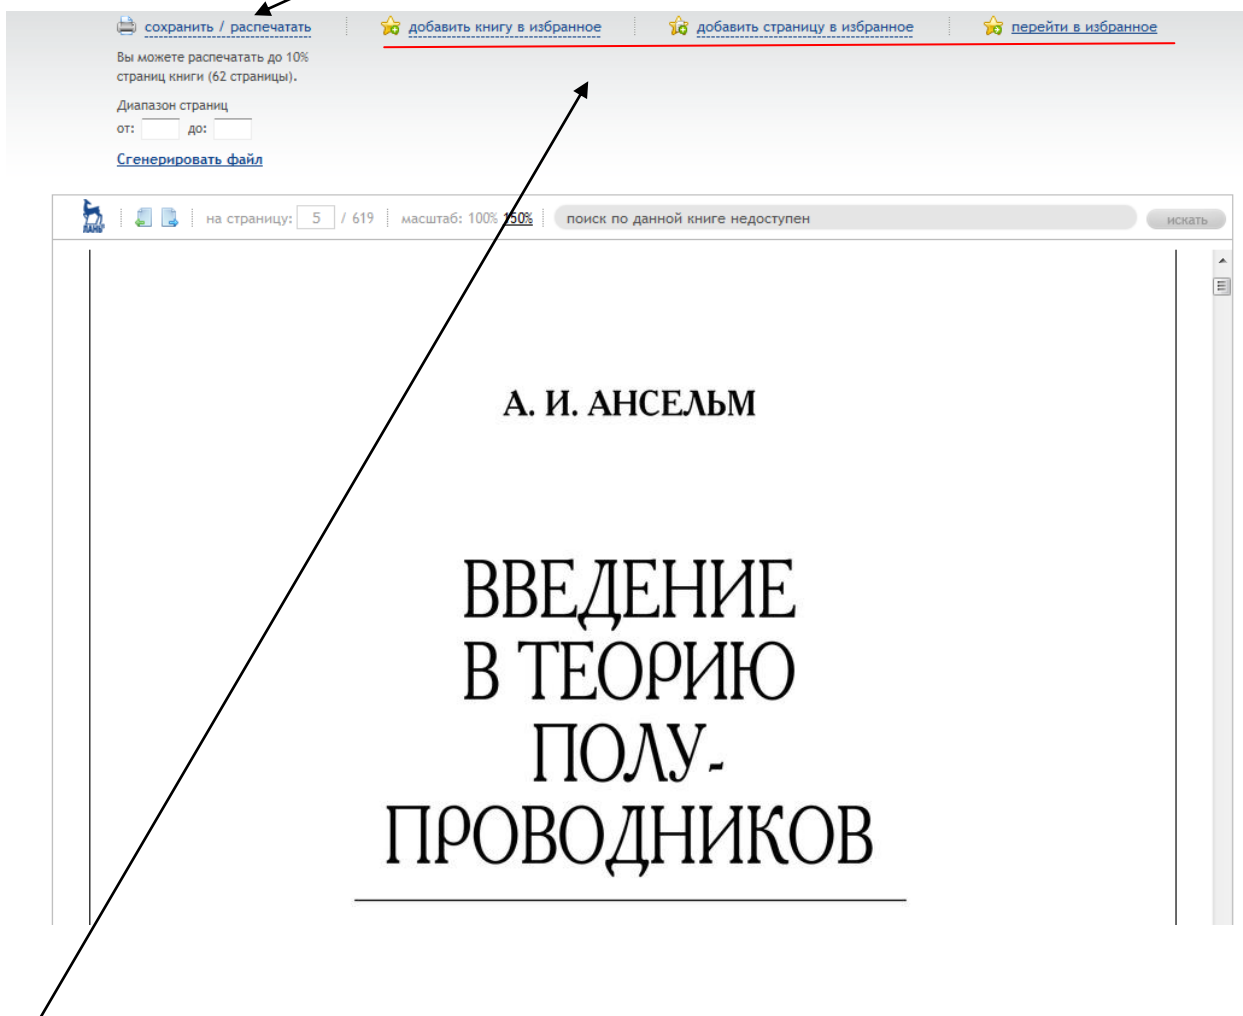 сохранить / распечатать добавить книгу в избранное добавить страницу в избранное перейти в избранное
Вы можете распечатать до 10%
страниц книги (62 страницы).
Диапазон страниц
от: до:
Сгенерировать файл
ЛАНЬ на страницу: 5 / 619 масштаб: 100% 150% поиск по данной книге недоступен искать
А. И. АНСЕЛЬМ
ВВЕДЕНИЕ
В ТЕОРИЮ
ПОЛУ-
ПРОВОДНИКОВ